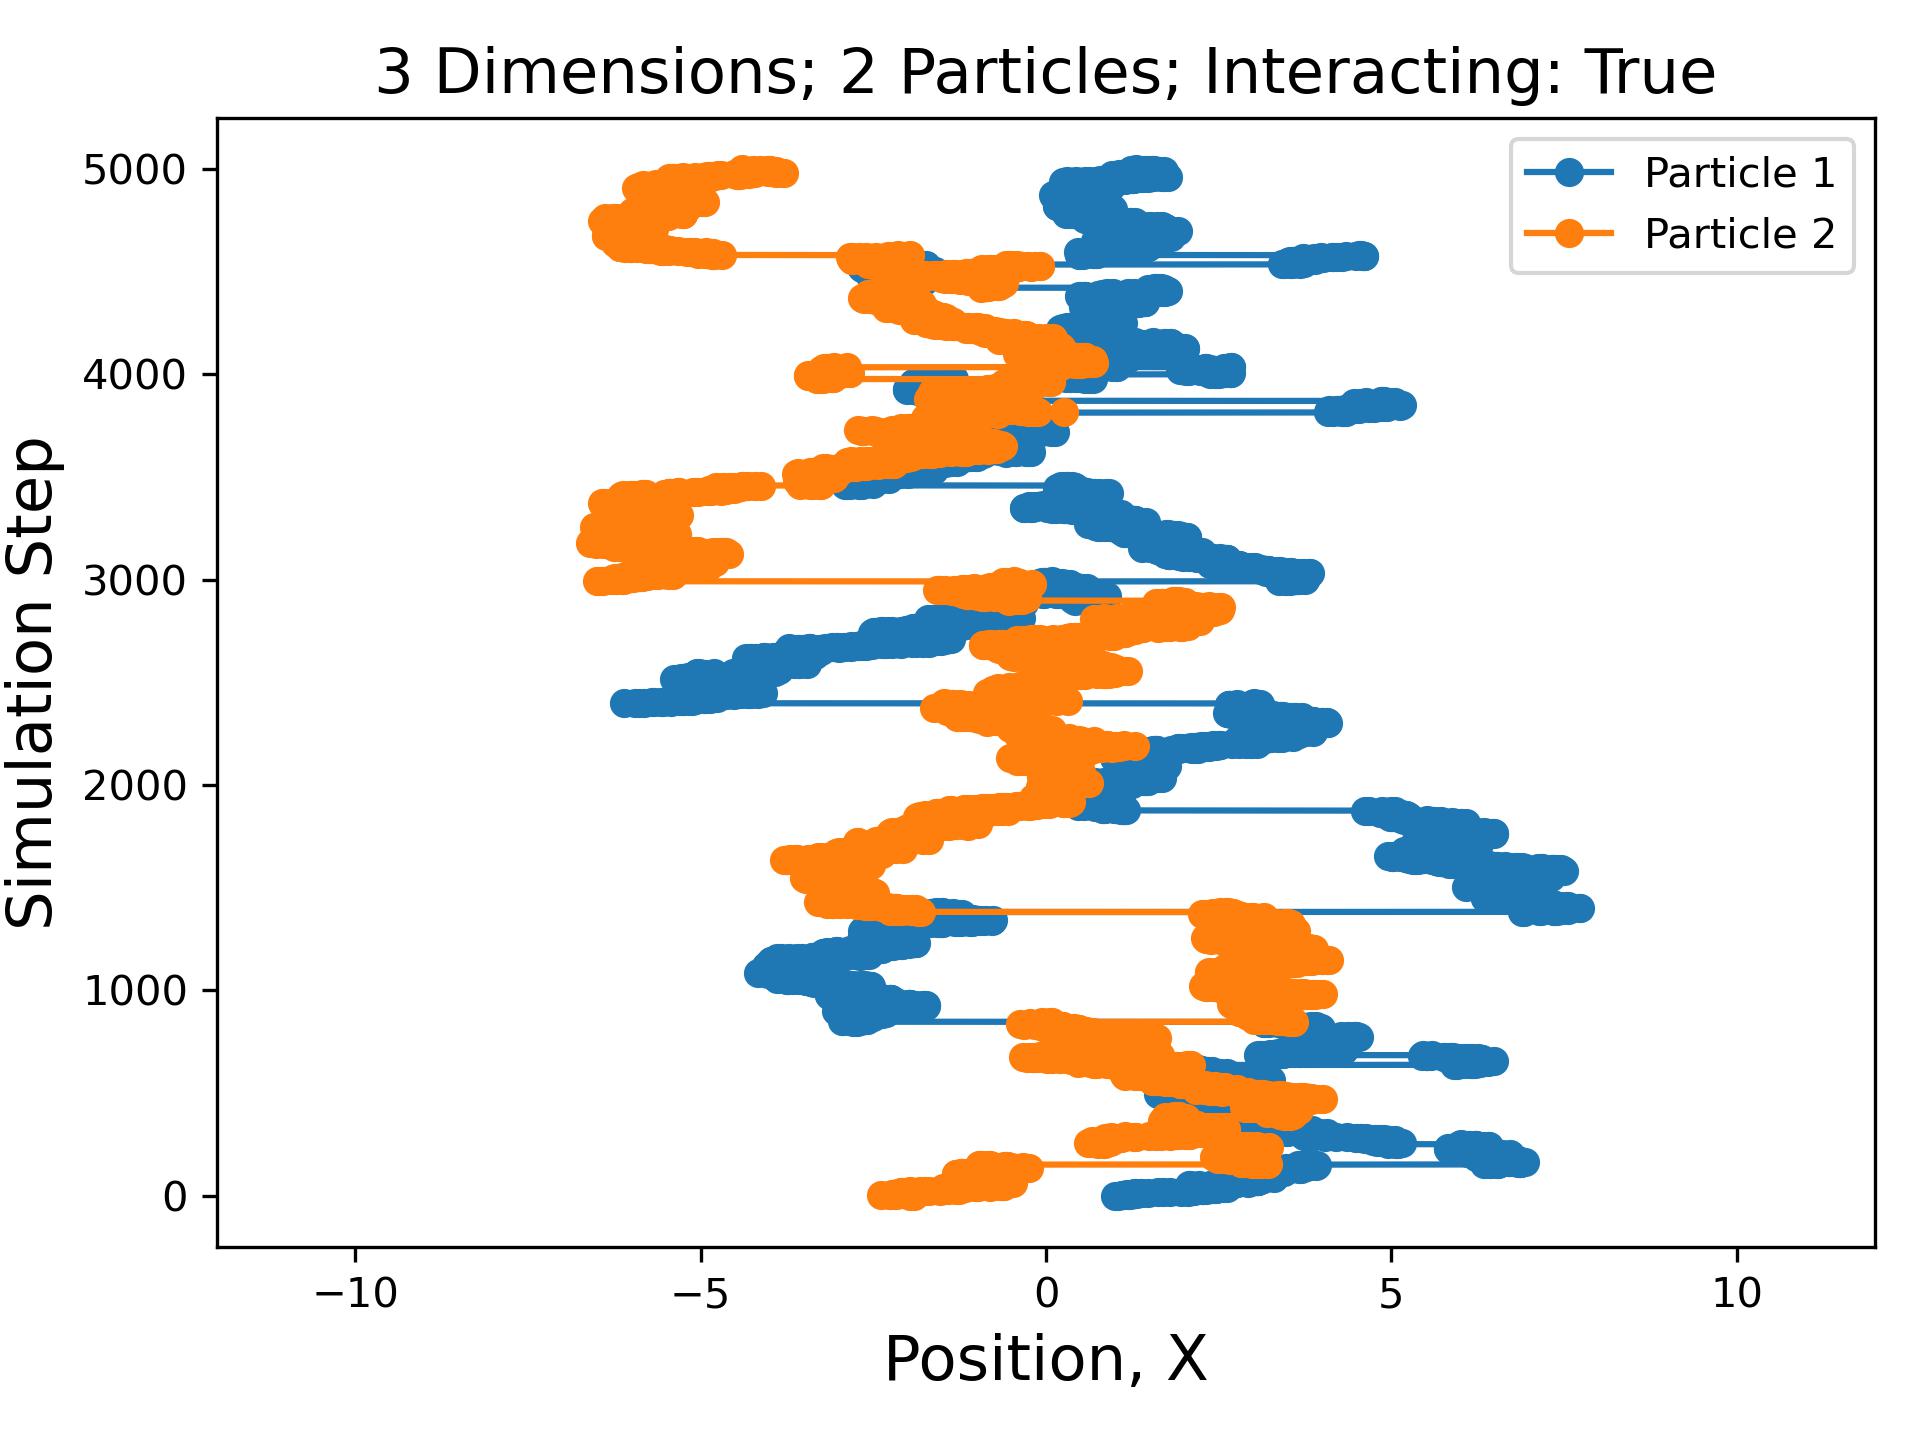 3 Dimensions; 2 Particles; Interacting: True
Particle 1
Particle 2
5000
4000
3000
2000
1000
0
Simulation Step
−10
−5
0
5
10
Position, X